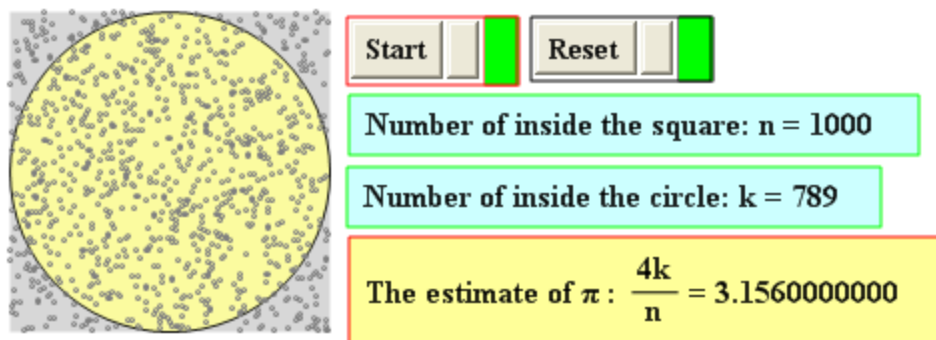 Start Reset
Number of inside the square: n = 1000
Number of inside the circle: k = 789
The estimate of π : 4k/n = 3.1560000000